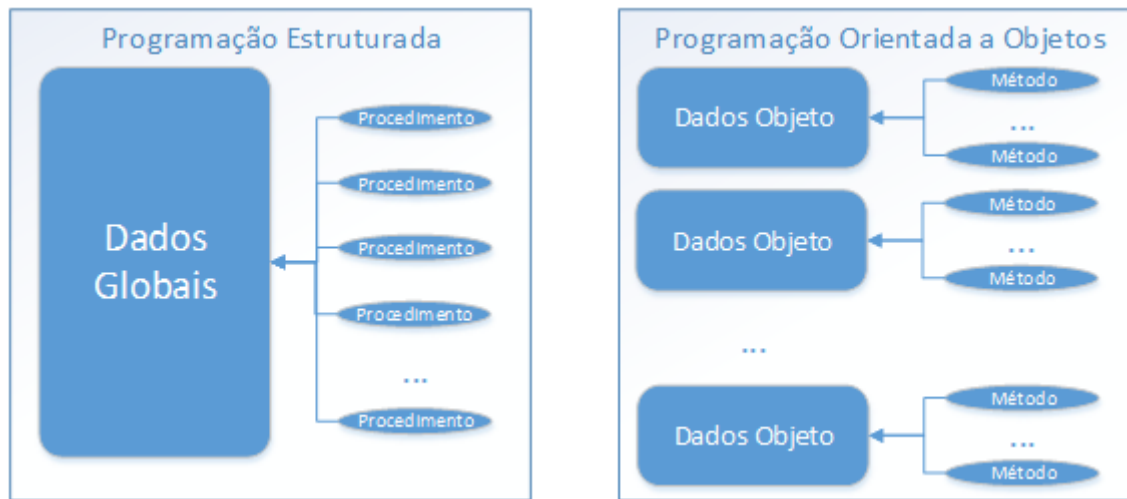 Programação Estruturada
Dados
Globais
Procedimento
Procedimento
Procedimento
Procedimento
...
Procedimento
Programação Orientada a Objetos
Dados Objeto
Método
...
Método
Dados Objeto
Método
...
Método
...
Dados Objeto
Método
...
Método